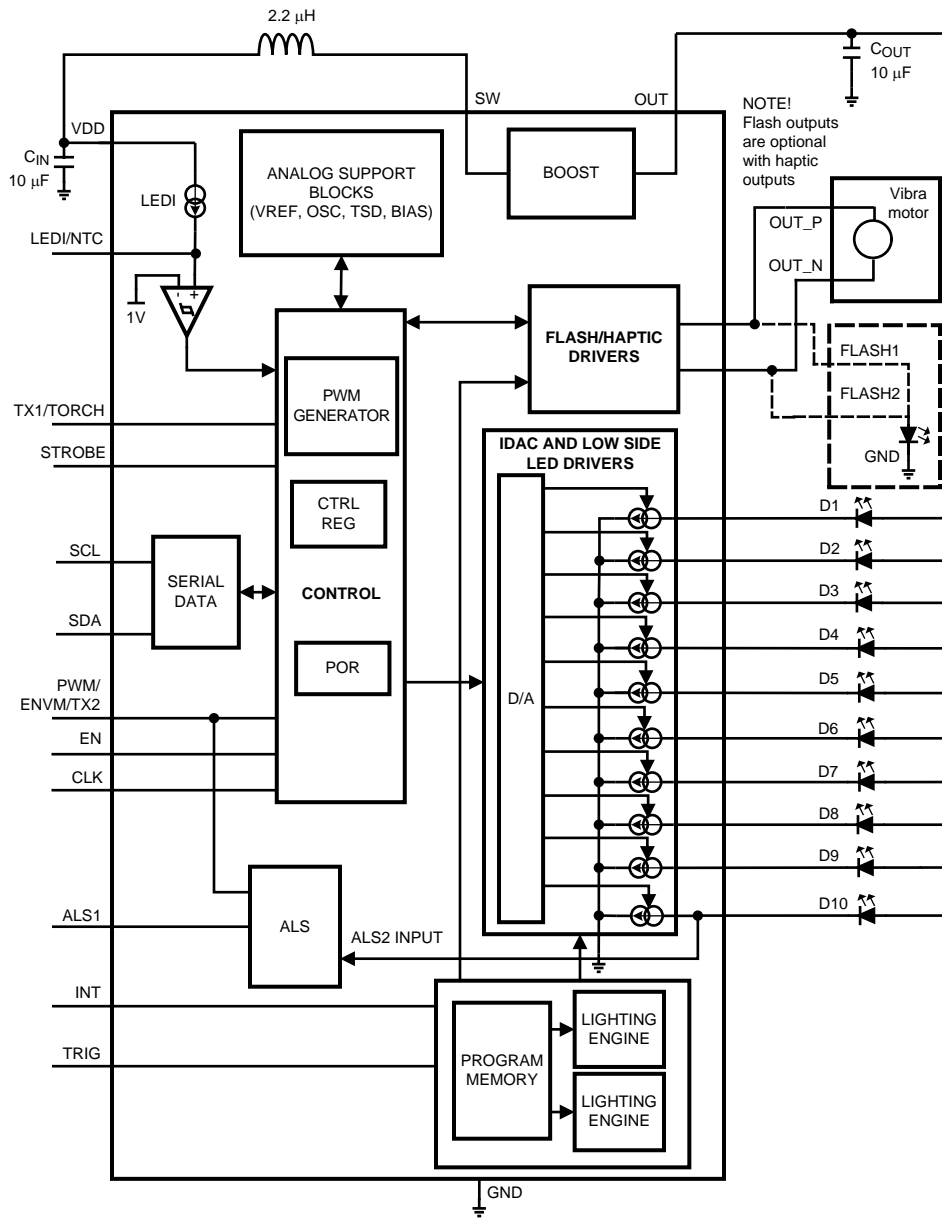 2.2 μH
COUT
10 μF
SW
OUT
NOTE!
Flash outputs
are optional
with haptic
outputs
VDD
CIN
10 μF
LEDI
ANALOG SUPPORT
BLOCKS
(VREF, OSC, TSD, BIAS)
BOOST
Vibra
motor
OUT_P
OUT_N
LEDI/NTC
- +
1V
FLASH/HAPTIC
DRIVERS
FLASH1
FLASH2
GND
PWM
GENERATOR
TX1/TORCH
STROBE
IDAC AND LOW SIDE
LED DRIVERS
CTRL
REG
CONTROL
POR
SCL
SERIAL
DATA
SDA
PWM/
ENVM/TX2
EN
CLK
D/A
D1
D2
D3
D4
D5
D6
D7
D8
D9
D10
ALS1
ALS
ALS2 INPUT
INT
TRIG
PROGRAM
MEMORY
LIGHTING
ENGINE
LIGHTING
ENGINE
GND